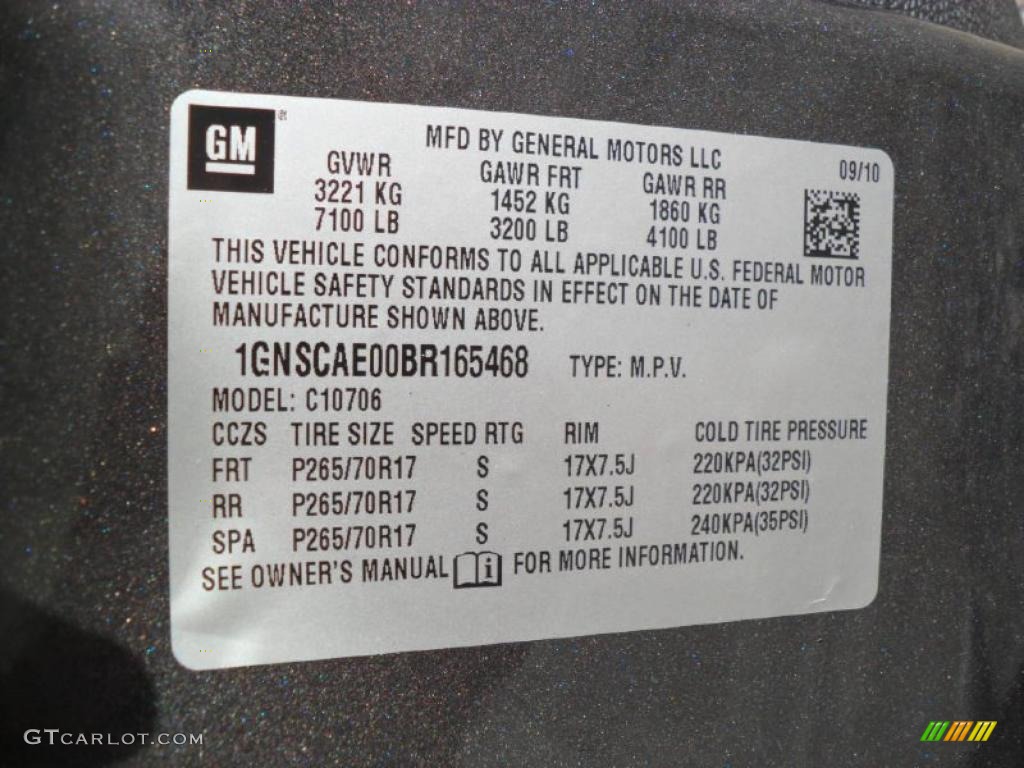 GM
MFD BY GENERAL MOTORS LLC
09/10
GVWR GAWR FRT GAWR RR
3221 KG 1452 KG 1860 KG
7100 LB 3200 LB 4100 LB
THIS VEHICLE CONFORMS TO ALL APPLICABLE U.S. FEDERAL MOTOR
VEHICLE SAFETY STANDARDS IN EFFECT ON THE DATE OF
MANUFACTURE SHOWN ABOVE.
1GNSCAE00BR165468 TYPE: M.P.V.
MODEL: C10706
CCZS TIRE SIZE SPEED RTG RIM COLD TIRE PRESSURE
FRT P265/70R17 S 17X7.5J 220KPA(32PSI)
RR P265/70R17 S 17X7.5J 220KPA(32PSI)
SPA P265/70R17 S 17X7.5J 240KPA(35PSI)
SEE OWNER'S MANUAL FOR MORE INFORMATION.
GTCARLOT.COM